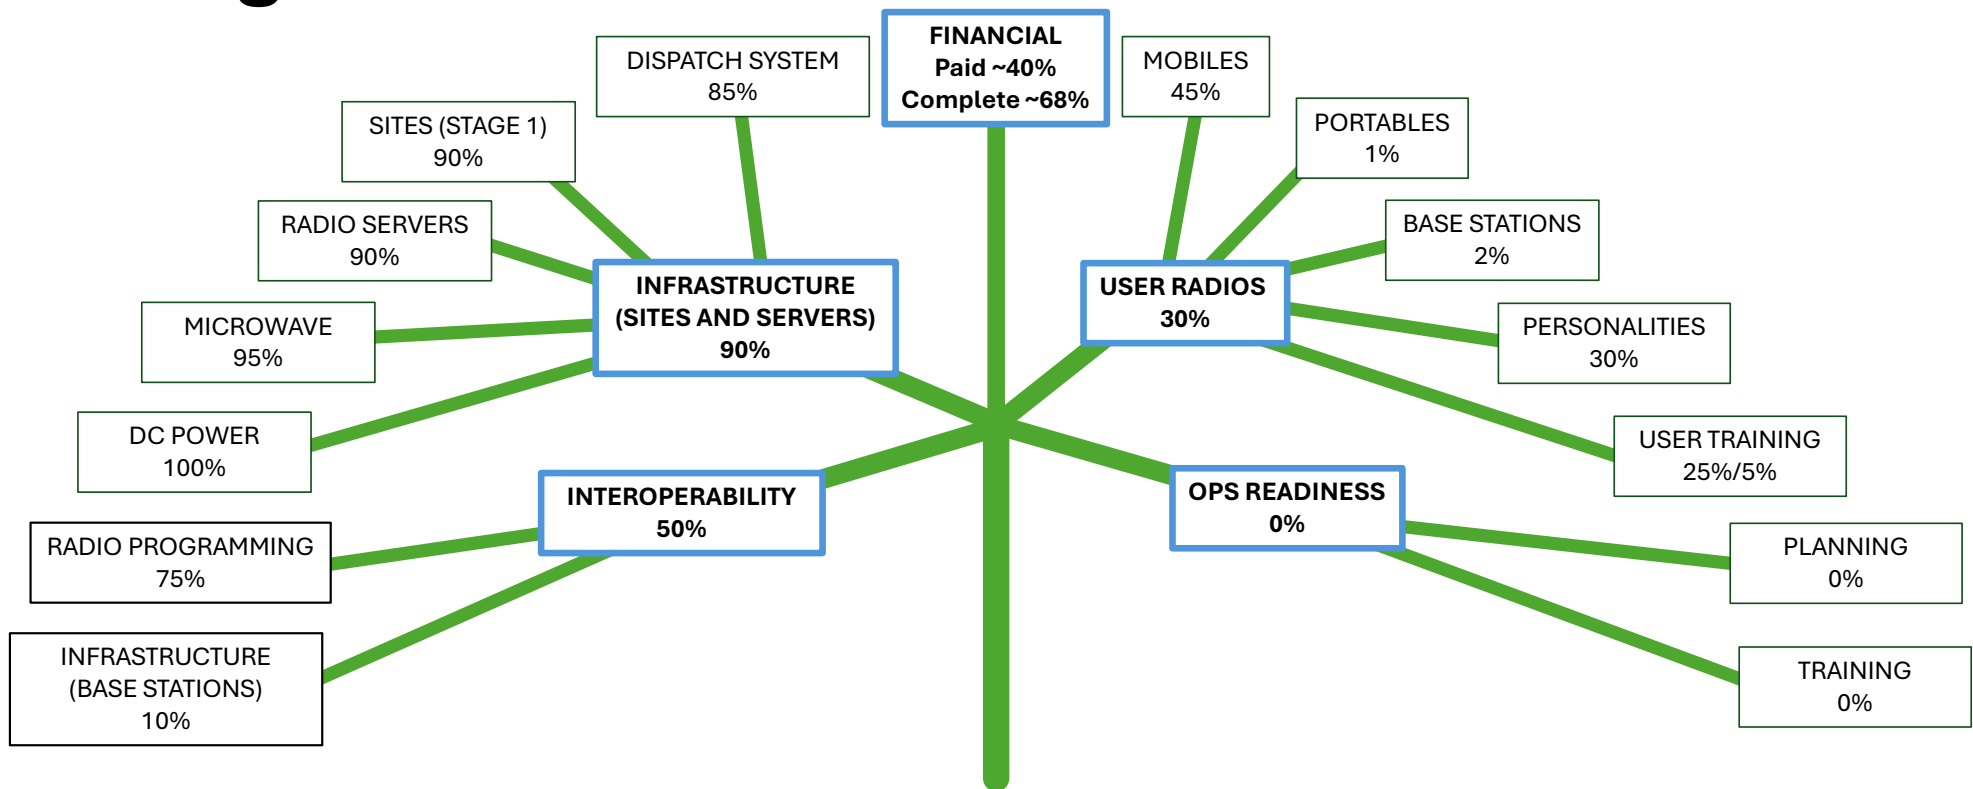 FINANCIAL
Paid ~40%
Complete ~68%
DISPATCH SYSTEM
85%
SITES (STAGE 1)
90%
RADIO SERVERS
90%
MICROWAVE
95%
DC POWER
100%
INFRASTRUCTURE
(SITES AND SERVERS)
90%
INTEROPERABILITY
50%
RADIO PROGRAMMING
75%
INFRASTRUCTURE
(BASE STATIONS)
10%
MOBILES
45%
PORTABLES
1%
BASE STATIONS
2%
PERSONALITIES
30%
USER TRAINING
25%/5%
USER RADIOS
30%
OPS READINESS
0%
PLANNING
0%
TRAINING
0%